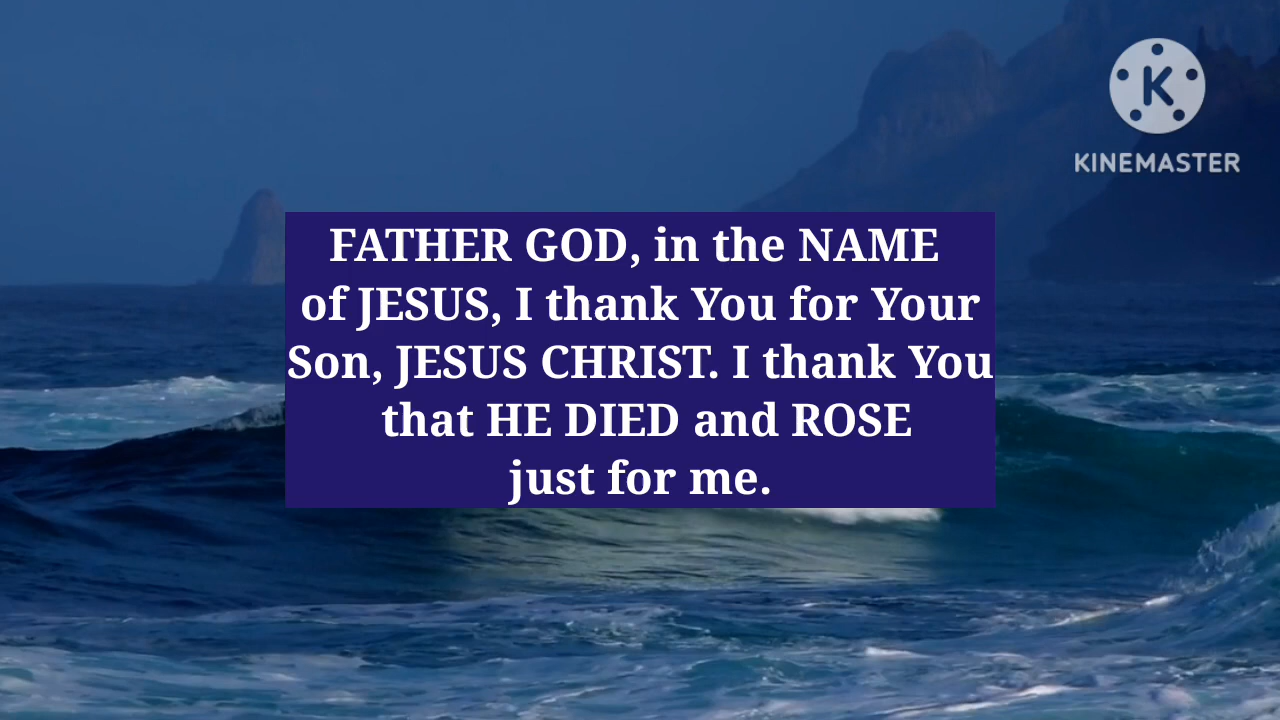 KINEMASTER
FATHER GOD, in the NAME
of JESUS, I thank You for Your
Son, JESUS CHRIST. I thank You
that HE DIED and ROSE
just for me.